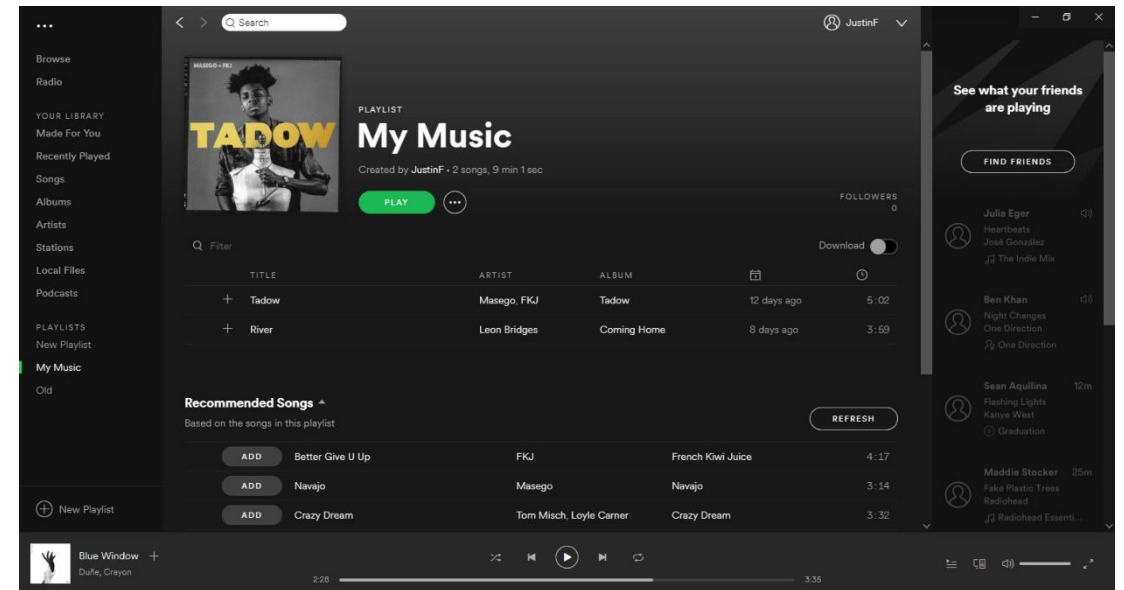 Search
JustinF
Browse
Radio
YOUR LIBRARY
Made For You
Recently Played
Songs
Albums
Artists
Stations
Local Files
Podcasts
PLAYLISTS
New Playlist
My Music
Old
New Playlist
MASEGO + FKJ
TADOW
PLAYLIST
My Music
Created by JustinF • 2 songs, 9 min 1 sec
PLAY
FOLLOWERS
0
Filter
Download
TITLE ARTIST ALBUM
Tadow Masego, FKJ Tadow 12 days ago 5:02
River Leon Bridges Coming Home 8 days ago 3:59
Recommended Songs
Based on the songs in this playlist
REFRESH
ADD Better Give U Up FKJ French Kiwi Juice 4:17
ADD Navajo Masego Navajo 3:14
ADD Crazy Dream Tom Misch, Loyle Carner Crazy Dream 3:32
See what your friends
are playing
FIND FRIENDS
Julia Eger
Heartbeats
José González
The Indie Mix
Ben Khan
Night Changes
One Direction
One Direction
Sean Aquilina 12m
Flashing Lights
Kanye West
Graduation
Maddie Stocker 25m
Fake Plastic Trees
Radiohead
Radiohead Essenti...
Blue Window
Duñe, Crayon
2:28 3:35